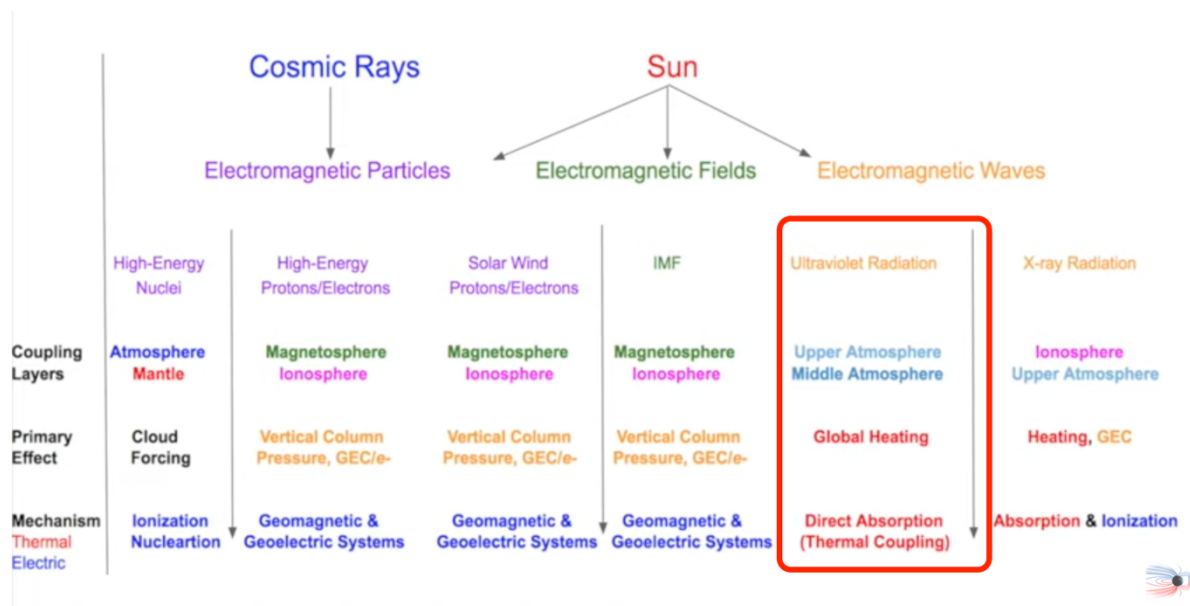 Cosmic Rays
Sun
Electromagnetic Particles
Electromagnetic Fields
Electromagnetic Waves
High-Energy
Nuclei
High-Energy
Protons/Electrons
Solar Wind
Protons/Electrons
IMF
Ultraviolet Radiation
X-ray Radiation
Coupling
Layers
Atmosphere
Mantle
Magnetosphere
Ionosphere
Magnetosphere
Ionosphere
Magnetosphere
Ionosphere
Upper Atmosphere
Middle Atmosphere
Ionosphere
Upper Atmosphere
Primary
Effect
Cloud
Forcing
Vertical Column
Pressure, GEC/e-
Vertical Column
Pressure, GEC/e-
Vertical Column
Pressure, GEC/e-
Global Heating
Heating, GEC
Mechanism
Thermal
Electric
Ionization
Nucleartion
Geomagnetic &
Geoelectric Systems
Geomagnetic &
Geoelectric Systems
Geomagnetic &
Geoelectric Systems
Direct Absorption
(Thermal Coupling)
Absorption & Ionization